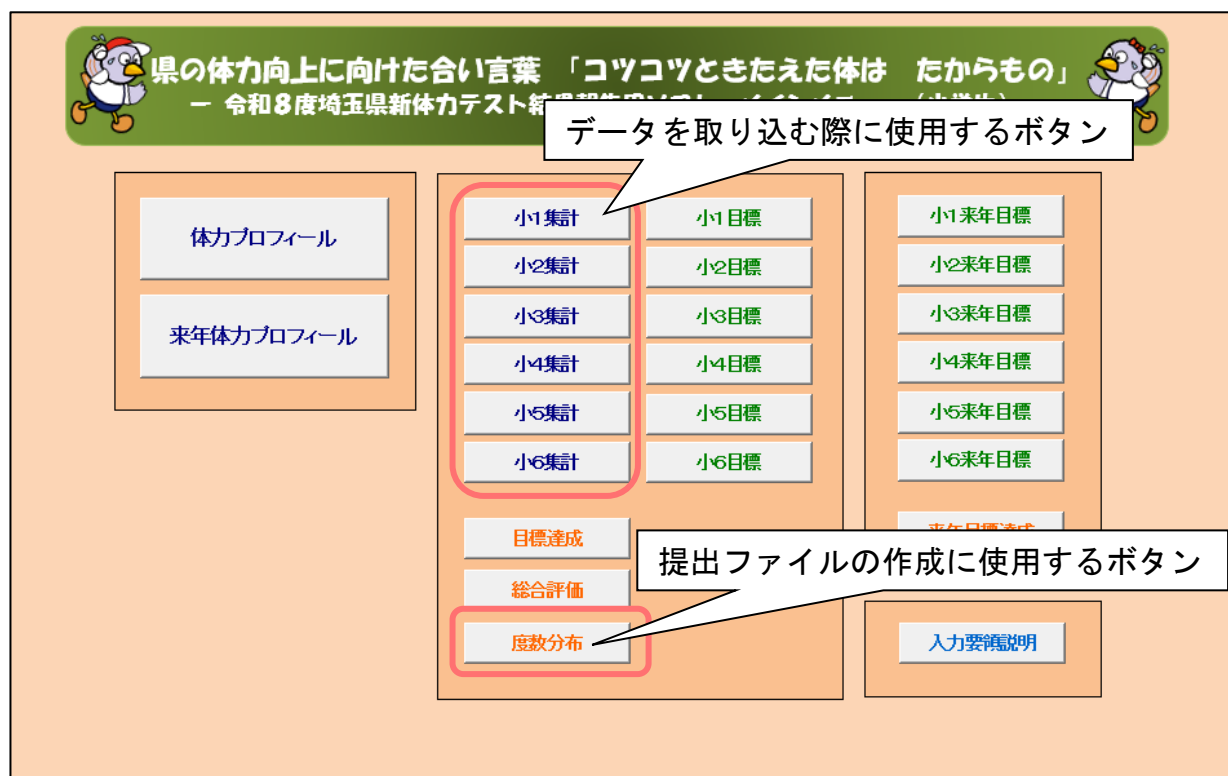 県の体力向上に向けた合い言葉 「コツコツときたえた体は たからもの」
ー 令和8度埼玉県新体力テスト結
データを取り込む際に使用するボタン
体力プロフィール
来年体力プロフィール
小1集計
小2集計
小3集計
小4集計
小5集計
小6集計
小1目標
小2目標
小3目標
小4目標
小5目標
小6目標
目標達成
総合評価
度数分布
提出ファイルの作成に使用するボタン
小1来年目標
小2来年目標
小3来年目標
小4来年目標
小5来年目標
小6来年目標
入力要領説明